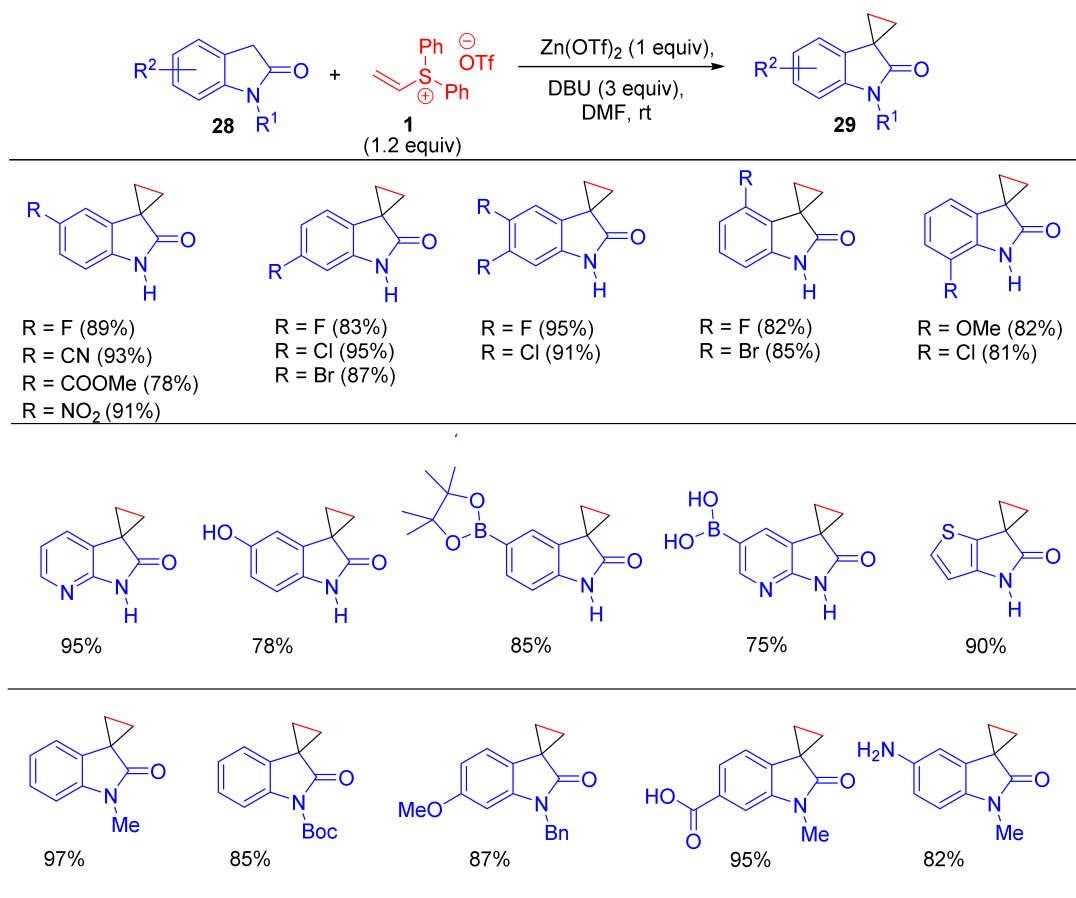 Ph
⊖
OTf
R² + S Ph Zn(OTf)₂ (1 equiv), R²
O ⊕ DBU (3 equiv), O
N DMF, rt N
28 R¹ 1 29 R¹
(1.2 equiv)
R R R
O O O O O
N R N R N N N
H H H H R H
R = F (89%) R = F (83%) R = F (95%) R = F (82%) R = OMe (82%)
R = CN (93%) R = Cl (95%) R = Cl (91%) R = Br (85%) R = Cl (81%)
R = COOMe (78%) R = Br (87%)
R = NO₂ (91%)
O HO
HO B B S
O HO
O O O O O
N N N N N N N
H H H H H
95% 78% 85% 75% 90%
H₂N
O O O O O
N N MeO N HO N N
Me Boc Bn O Me Me
97% 85% 87% 95% 82%